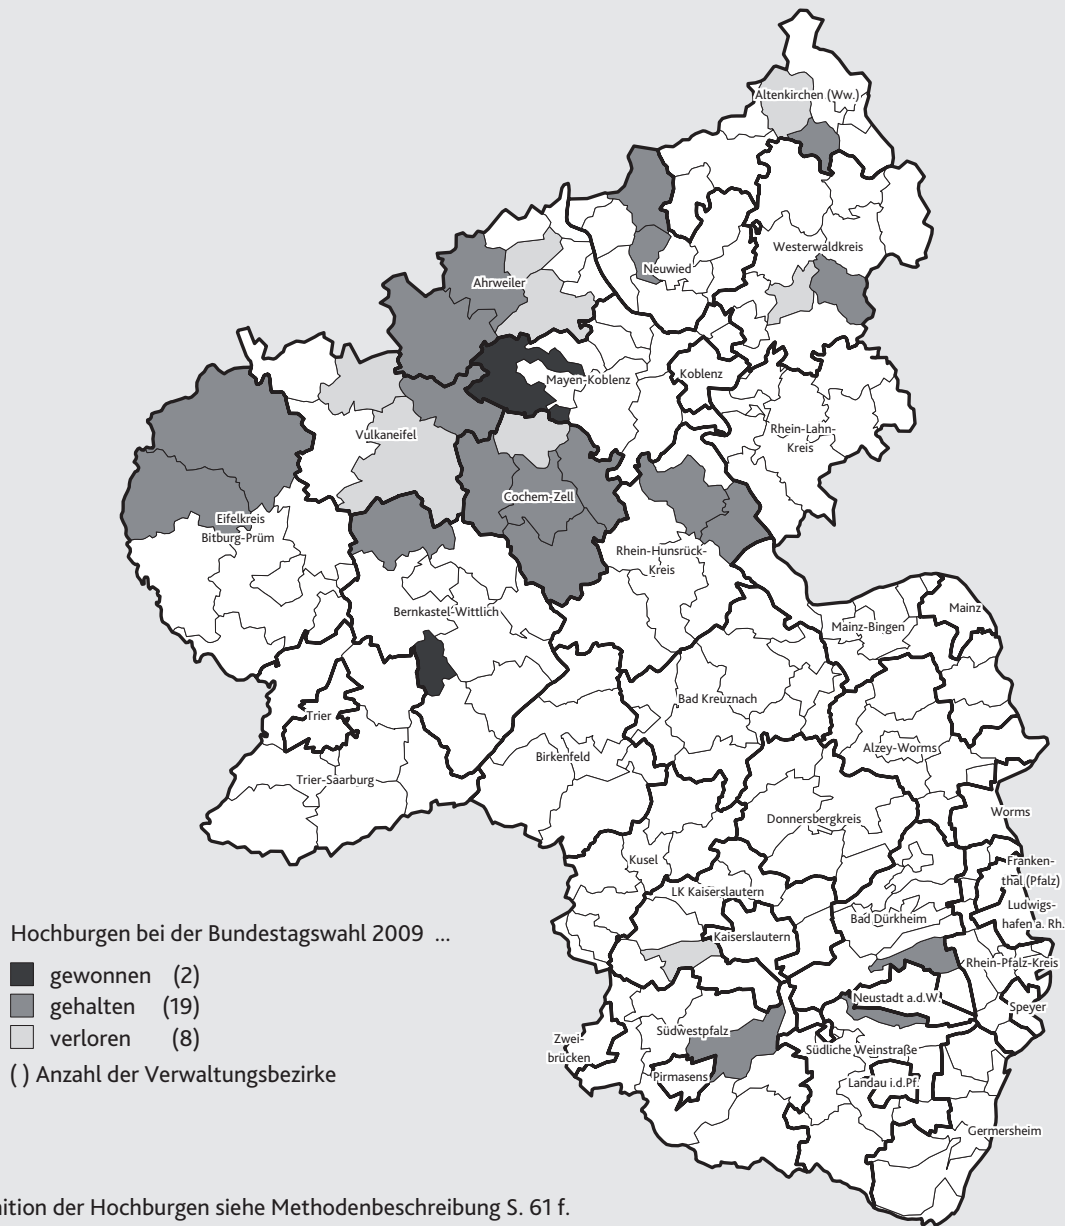 Altenkirchen (Ww.)
Westerwaldkreis
Neuwied
Ahrweiler
Mayen-Koblenz
Koblenz
Rhein-Lahn-
Kreis
Vulkaneifel
Cochem-Zell
Eifelkreis
Bitburg-Prüm
Rhein-Hunsrück-
Kreis
Bernkastel-Wittlich
Mainz
Mainz-Bingen
Bad Kreuznach
Trier
Alzey-Worms
Birkenfeld
Trier-Saarburg
Worms
Donnersbergkreis
Kusel
Franken-
thal (Pfalz)
LK Kaiserslautern
Ludwigs-
hafen a. Rh.
Bad Dürkheim
Kaiserslautern
Rhein-Pfalz-Kreis
Neustadt a.d.W.
Speyer
Südwestpfalz
Zwei-
brücken
Südliche Weinstraße
Pirmasens
Landau i.d.Pf.
Germersheim
Hochburgen bei der Bundestagswahl 2009 ...
gewonnen (2)
gehalten (19)
verloren (8)
( ) Anzahl der Verwaltungsbezirke
nition der Hochburgen siehe Methodenbeschreibung S. 61 f.